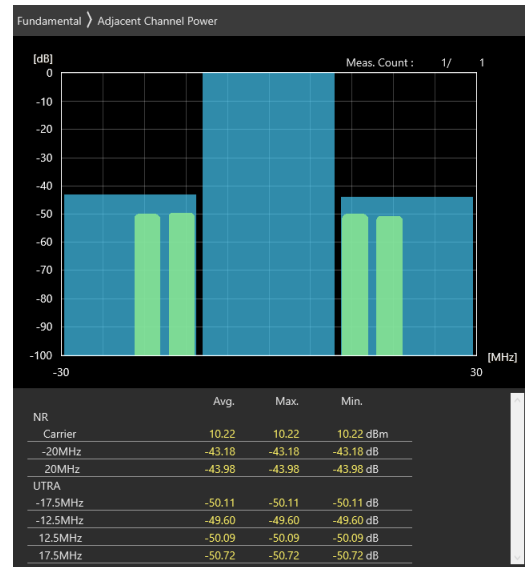 Fundamental 〉 Adjacent Channel Power
[dB]
Meas. Count : 1/ 1
0
-10
-20
-30
-40
-50
-60
-70
-80
-90
-100
[MHz]
-30 30
Avg. Max. Min.
NR
Carrier 10.22 10.22 10.22 dBm
-20MHz -43.18 -43.18 -43.18 dB
20MHz -43.98 -43.98 -43.98 dB
UTRA
-17.5MHz -50.11 -50.11 -50.11 dB
-12.5MHz -49.60 -49.60 -49.60 dB
12.5MHz -50.09 -50.09 -50.09 dB
17.5MHz -50.72 -50.72 -50.72 dB